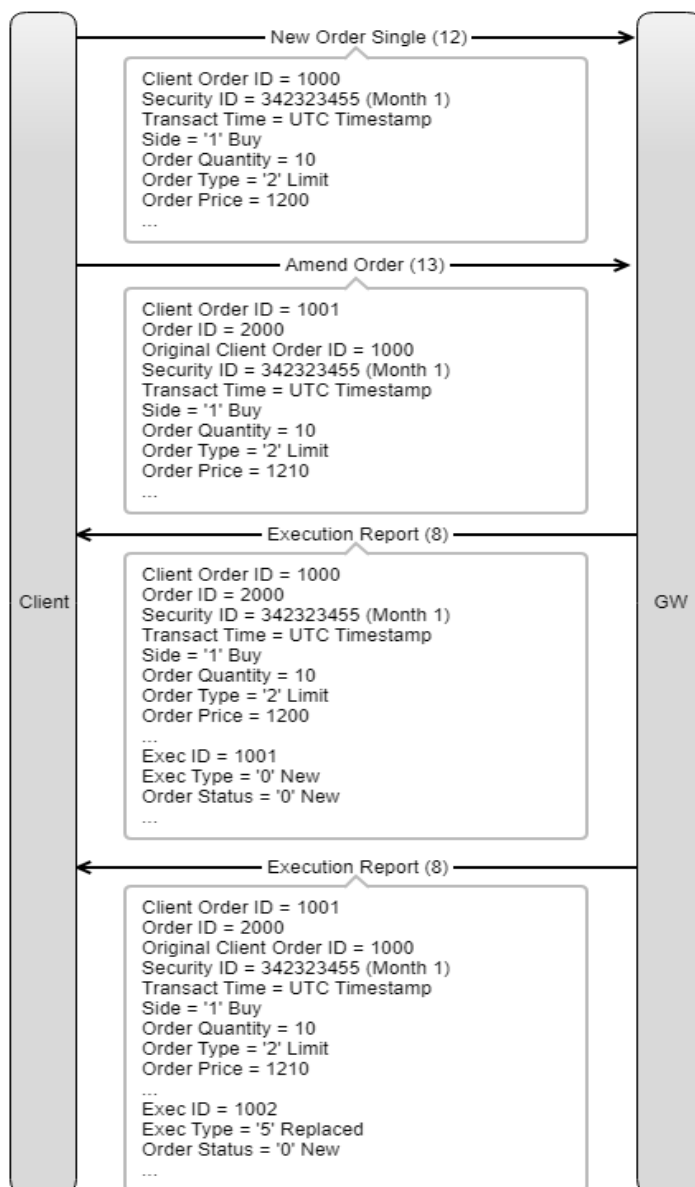 New Order Single (12)
Client Order ID = 1000
Security ID = 342323455 (Month 1)
Transact Time = UTC Timestamp
Side = '1' Buy
Order Quantity = 10
Order Type = '2' Limit
Order Price = 1200
...
Amend Order (13)
Client Order ID = 1001
Order ID = 2000
Original Client Order ID = 1000
Security ID = 342323455 (Month 1)
Transact Time = UTC Timestamp
Side = '1' Buy
Order Quantity = 10
Order Type = '2' Limit
Order Price = 1210
...
Execution Report (8)
Client Order ID = 1000
Client
GW
Order ID = 2000
Security ID = 342323455 (Month 1)
Transact Time = UTC Timestamp
Side = '1' Buy
Order Quantity = 10
Order Type = '2' Limit
Order Price = 1200
...
Exec ID = 1001
Exec Type = '0' New
Order Status = '0' New
...
Execution Report (8)
Client Order ID = 1001
Order ID = 2000
Original Client Order ID = 1000
Security ID = 342323455 (Month 1)
Transact Time = UTC Timestamp
Side = '1' Buy
Order Quantity = 10
Order Type = '2' Limit
Order Price = 1210
...
Exec ID = 1002
Exec Type = '5' Replaced
Order Status = '0' New
...